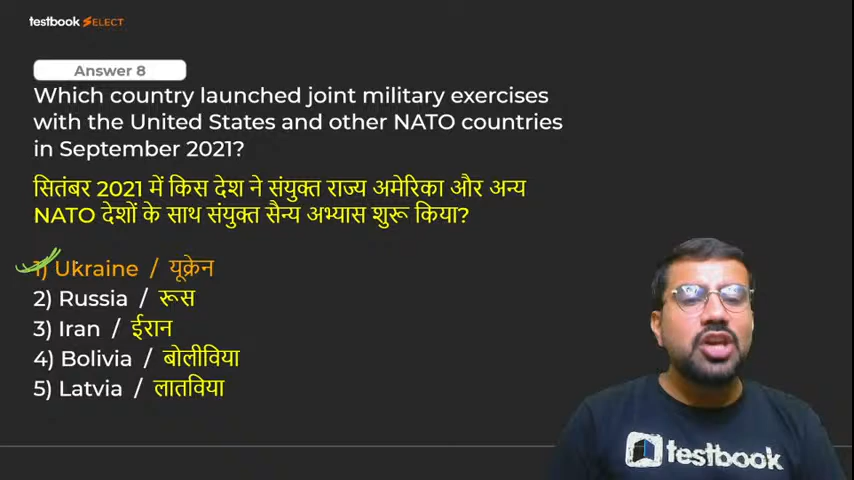 testbook SELECT
Answer 8
Which country launched joint military exercises
with the United States and other NATO countries
in September 2021?
सितंबर 2021 में किस देश ने संयुक्त राज्य अमेरिका और अन्य
NATO देशों के साथ संयुक्त सैन्य अभ्यास शुरू किया?
1) Ukraine / यूक्रेन
2) Russia / रूस
3) Iran / ईरान
4) Bolivia / बोलीविया
5) Latvia / लातविया
testbook